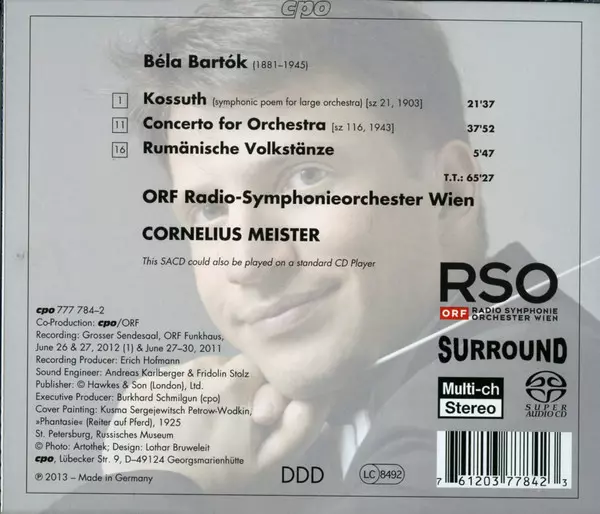 cpo
Béla Bartók (1881–1945)
1 Kossuth (symphonic poem for large orchestra) [sz 21, 1903] 21'37
11 Concerto for Orchestra [sz 116, 1943] 37'52
16 Rumänische Volkstänze 5'47
T.T.: 65'27
ORF Radio-Symphonieorchester Wien
CORNELIUS MEISTER
This SACD could also be played on a standard CD Player
cpo 777 784–2
Co-Production: cpo/ORF
Recording: Grosser Sendesaal, ORF Funkhaus,
June 26 & 27, 2012 (1) & June 27–30, 2011
Recording Producer: Erich Hofmann
Sound Engineer: Andreas Karlberger & Fridolin Stolz
Publisher: © Hawkes & Son (London), Ltd.
Executive Producer: Burkhard Schmilgun (cpo)
Cover Painting: Kusma Sergejewitsch Petrow-Wodkin,
»Phantasie« (Reiter auf Pferd), 1925
St. Petersburg, Russisches Museum
© Photo: Artothek; Design: Lothar Bruweleit
cpo, Lübecker Str. 9, D–49124 Georgsmarienhütte
℗ 2013 – Made in Germany
DDD
LC 8492
RSO
ORF RADIO SYMPHONIE
ORCHESTER WIEN
SURROUND
Multi-ch
Stereo
SUPER
AUDIO CD
7 61203 77842 3